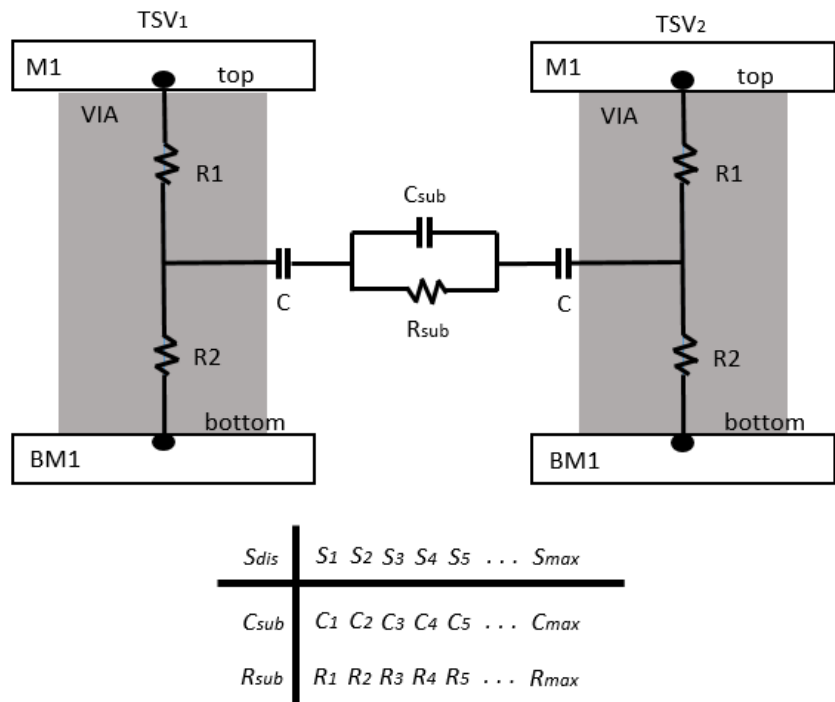 TSV1 TSV2
M1 top M1 top
VIA VIA
R1 R1
Csub
C C
Rsub
R2 R2
bottom bottom
BM1 BM1
Sdis S1 S2 S3 S4 S5 . . . Smax
Csub C1 C2 C3 C4 C5 . . . Cmax
Rsub R1 R2 R3 R4 R5 . . . Rmax